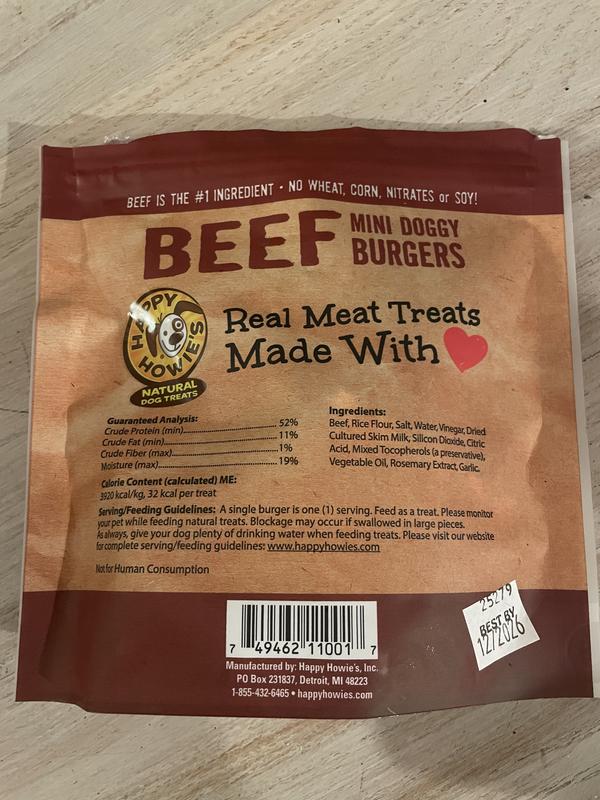 BEEF IS THE #1 INGREDIENT • NO WHEAT, CORN, NITRATES or SOY!
BEEF MINI DOGGY
BURGERS
HAPPY
HOWIE'S
NATURAL
DOG TREATS
Real Meat Treats
Made With
Guaranteed Analysis:
Crude Protein (min)............................52%
Crude Fat (min)............................11%
Crude Fiber (max)............................1%
Moisture (max)............................19%
Calorie Content (calculated) ME:
3920 kcal/kg, 32 kcal per treat
Ingredients:
Beef, Rice Flour, Salt, Water, Vinegar, Dried
Cultured Skim Milk, Silicon Dioxide, Citric
Acid, Mixed Tocopherols (a preservative),
Vegetable Oil, Rosemary Extract, Garlic.
Serving/Feeding Guidelines: A single burger is one (1) serving. Feed as a treat. Please monitor
your pet while feeding natural treats. Blockage may occur if swallowed in large pieces.
As always, give your dog plenty of drinking water when feeding treats. Please visit our website
for complete serving/feeding guidelines: www.happyhowies.com
Not for Human Consumption
25279
BEST BY
12/2026
7 49462 11001 7
Manufactured by: Happy Howie's, Inc.
PO Box 231837, Detroit, MI 48223
1-855-432-6465 • happyhowies.com